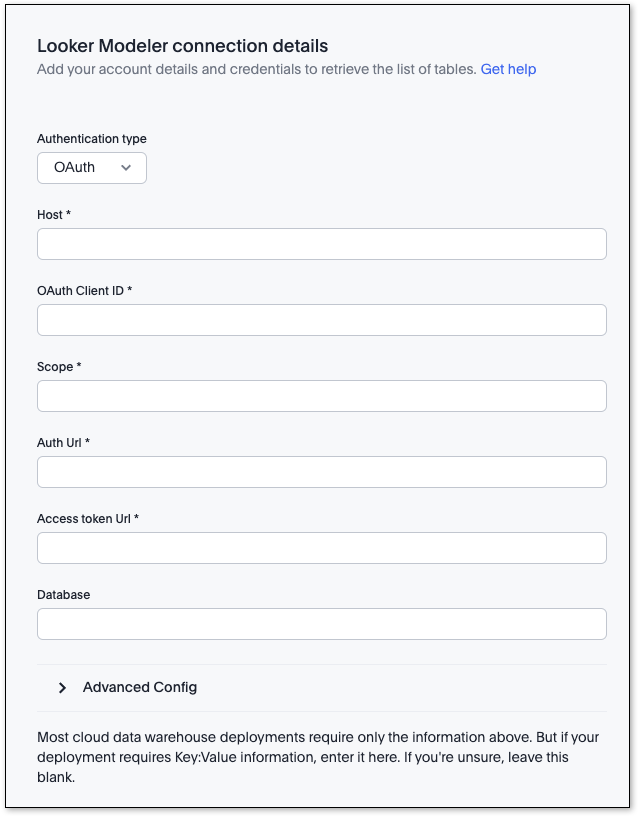 Looker Modeler connection details
Add your account details and credentials to retrieve the list of tables. Get help
Authentication type
OAuth
Host *
OAuth Client ID *
Scope *
Auth Url *
Access token Url *
Database
Advanced Config
Most cloud data warehouse deployments require only the information above. But if your
deployment requires Key:Value information, enter it here. If you're unsure, leave this
blank.